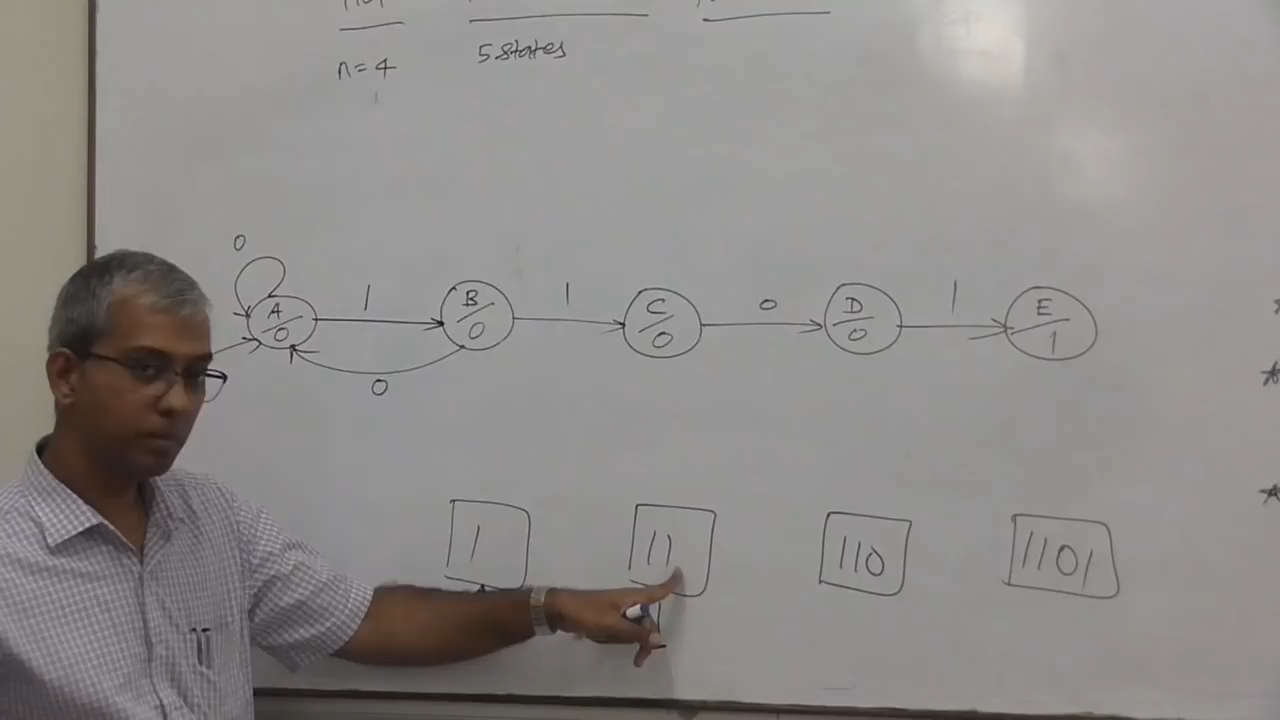 n=4 5 states
0
1 1 0 1
A B C D E
0 0 0 0 1
0
1 11 110 1101